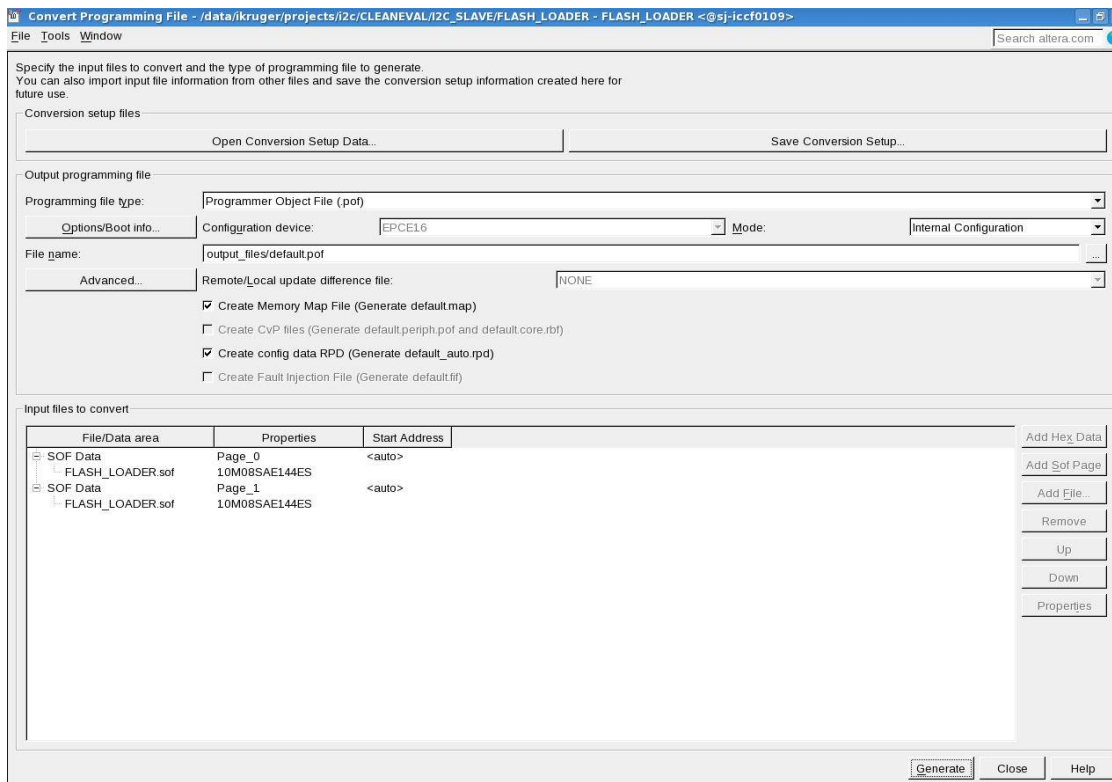 Convert Programming File - /data/ikruger/projects/i2c/CLEANEVAL/I2C_SLAVE/FLASH_LOADER - FLASH_LOADER <@sj-iccf0109>
File Tools Window
Search altera.com
Specify the input files to convert and the type of programming file to generate.
You can also import input file information from other files and save the conversion setup information created here for
future use.
Conversion setup files
Open Conversion Setup Data... Save Conversion Setup...
Output programming file
Programming file type: Programmer Object File (.pof)
Options/Boot info... Configuration device: EPCE16 Mode: Internal Configuration
File name: output_files/default.pof ...
Advanced... Remote/Local update difference file: NONE
Create Memory Map File (Generate default.map)
Create CvP files (Generate default.periph.pof and default.core.rbf)
Create config data RPD (Generate default_auto.rpd)
Create Fault Injection File (Generate default.fif)
Input files to convert
File/Data area Properties Start Address
SOF Data Page_0 <auto>
FLASH_LOADER.sof 10M08SAE144ES
SOF Data Page_1 <auto>
FLASH_LOADER.sof 10M08SAE144ES
Add Hex Data
Add Sof Page
Add File...
Remove
Up
Down
Properties
Generate Close Help